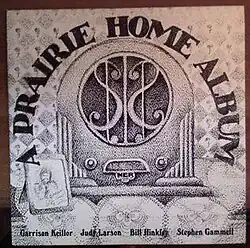 A PRAIRIE HOME ALBUM
Garrison Keillor Judy Larson Bill Hinkley Stephen Gammell